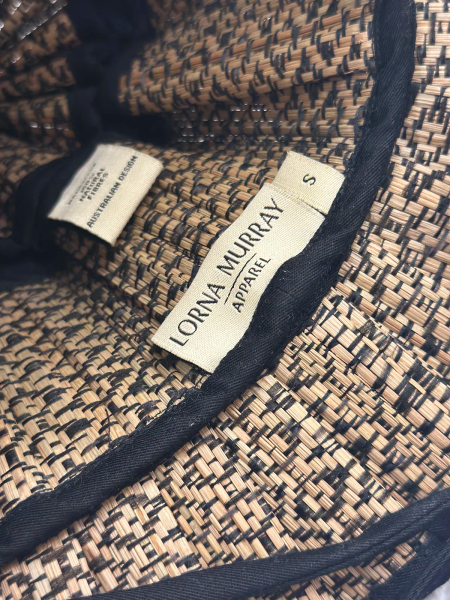 LORNA MURRAY
APPAREL
S
NATURAL
FIBRES
AUSTRALIAN DESIGN